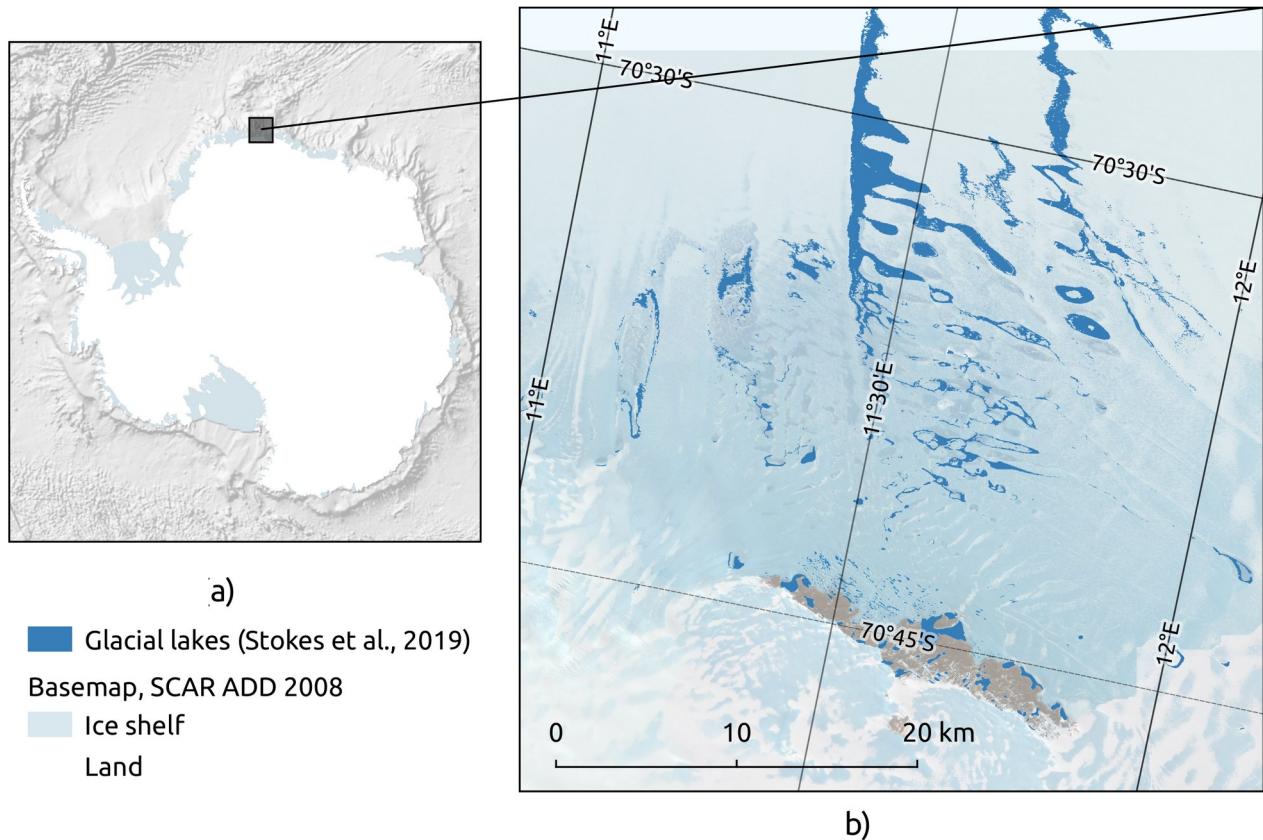 a)
Glacial lakes (Stokes et al., 2019)
Basemap, SCAR ADD 2008
Ice shelf
Land
11°E
70°30'S
70°30'S
12°E
11°E
11°30'E
70°45'S
12°E
0 10 20 km
b)